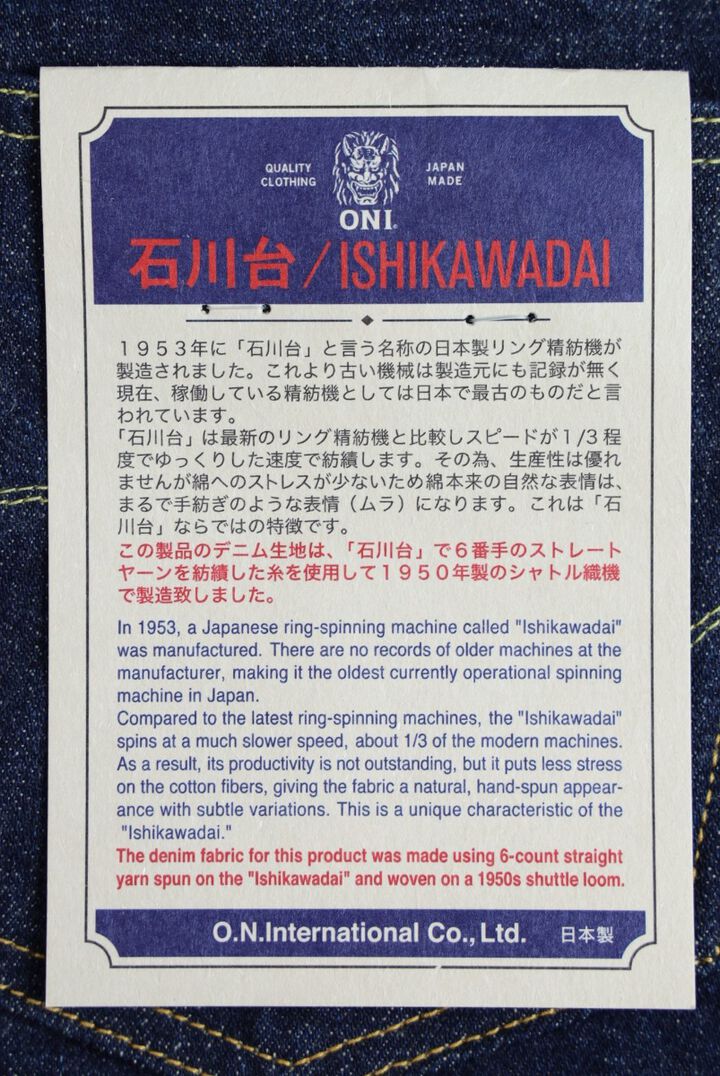 QUALITY CLOTHING
JAPAN MADE
ONI®
石川台/ISHIKAWADAI
１９５３年に「石川台」と言う名称の日本製リング精紡機が
製造されました。これより古い機械は製造元にも記録が無く
現在、稼働している精紡機としては日本で最古のものだと言
われています。
「石川台」は最新のリング精紡機と比較しスピードが１/３程
度でゆっくりした速度で紡績します。その為、生産性は優れ
ませんが綿へのストレスが少ないため綿本来の自然な表情は、
まるで手紡ぎのような表情（ムラ）になります。これは「石
川台」ならではの特徴です。
この製品のデニム生地は、「石川台」で６番手のストレート
ヤーンを紡績した糸を使用して１９５０年製のシャトル織機
で製造致しました。
In 1953, a Japanese ring-spinning machine called "Ishikawadai"
was manufactured. There are no records of older machines at the
manufacturer, making it the oldest currently operational spinning
machine in Japan.
Compared to the latest ring-spinning machines, the "Ishikawadai"
spins at a much slower speed, about 1/3 of the modern machines.
As a result, its productivity is not outstanding, but it puts less stress
on the cotton fibers, giving the fabric a natural, hand-spun appear-
ance with subtle variations. This is a unique characteristic of the
"Ishikawadai."
The denim fabric for this product was made using 6-count straight
yarn spun on the "Ishikawadai" and woven on a 1950s shuttle loom.
O.N.International Co., Ltd. 日本製